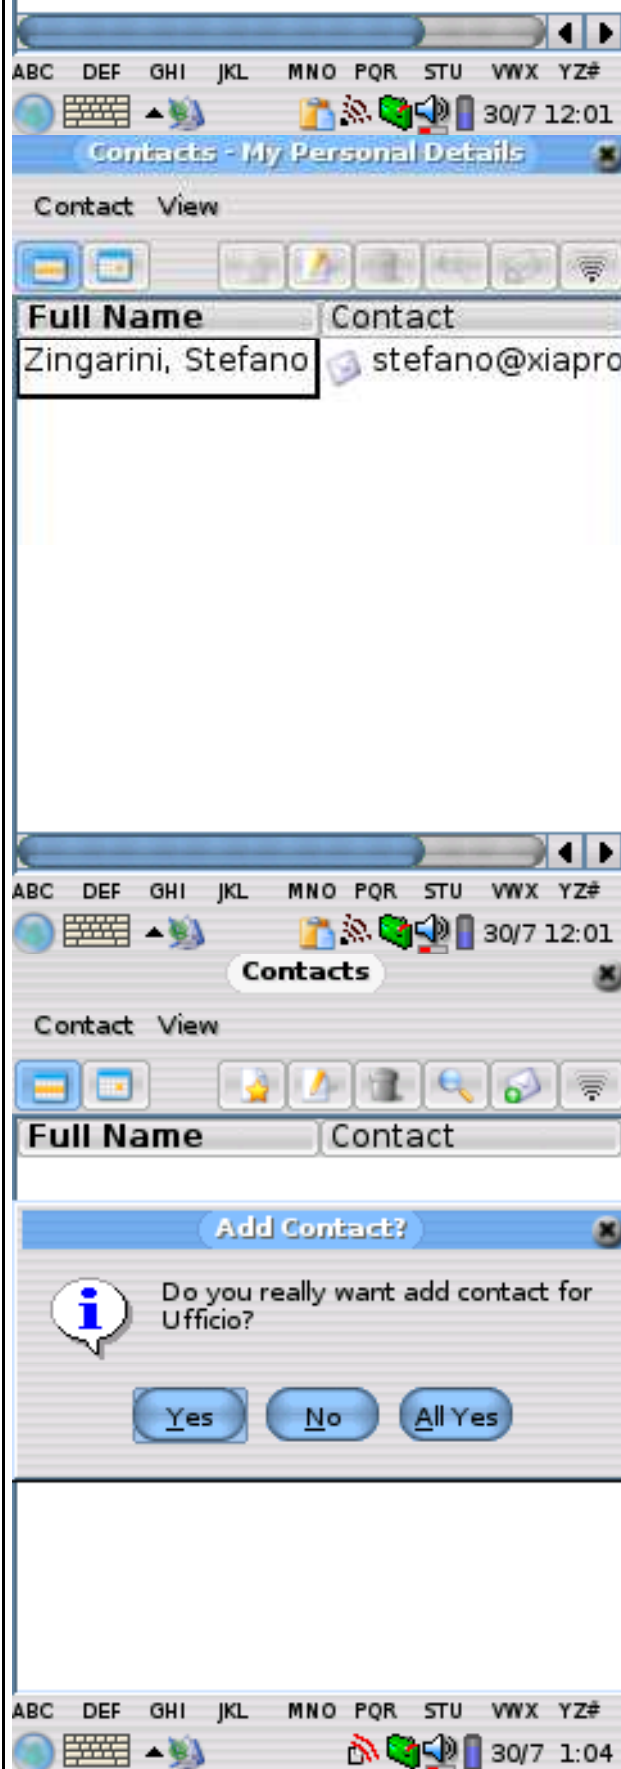 ABC DEF GHI JKL MNO PQR STU VWX YZ#
30/7 12:01
Contacts - My Personal Details
Contact View
Full Name Contact
Zingarini, Stefano stefano@xiapro
ABC DEF GHI JKL MNO PQR STU VWX YZ#
30/7 12:01
Contacts
Contact View
Full Name Contact
Add Contact?
Do you really want add contact for
Ufficio?
Yes No All Yes
ABC DEF GHI JKL MNO PQR STU VWX YZ#
30/7 1:04